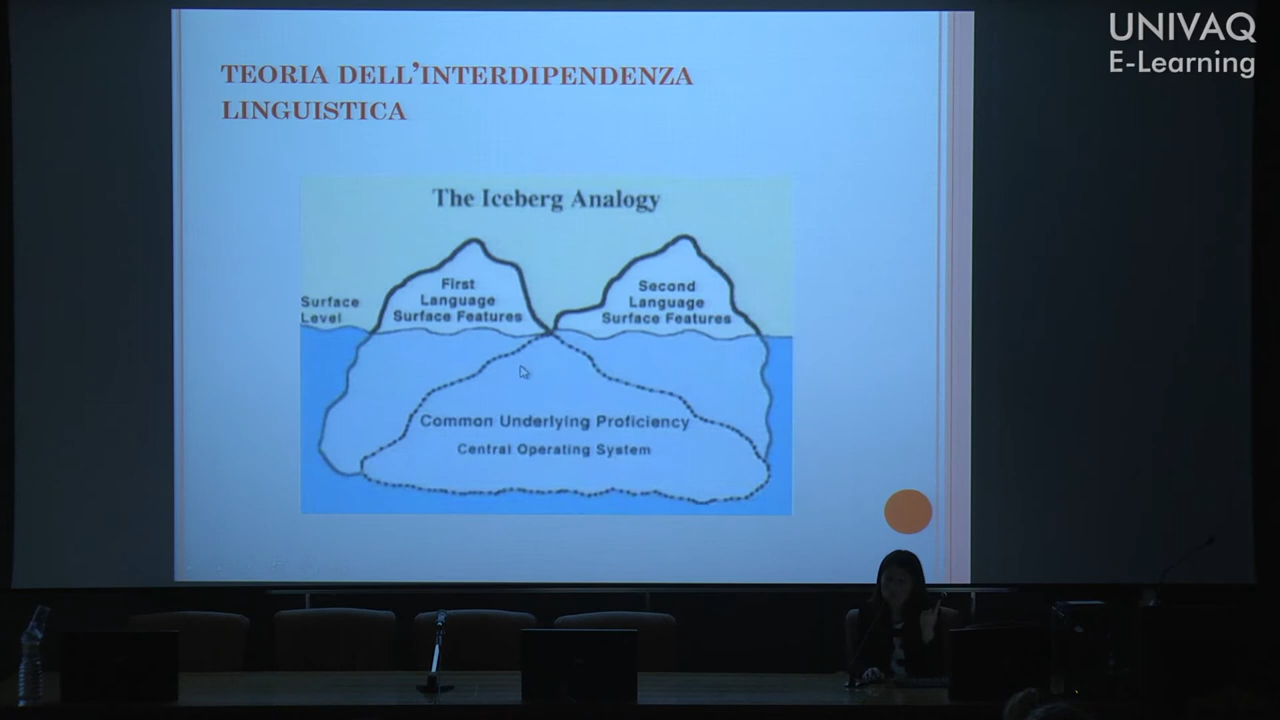 UNIVAQ
E-Learning
TEORIA DELL'INTERDIPENDENZA
LINGUISTICA
The Iceberg Analogy
First
Language
Surface Features
Second
Language
Surface Features
Surface
Level
Common Underlying Proficiency
Central Operating System